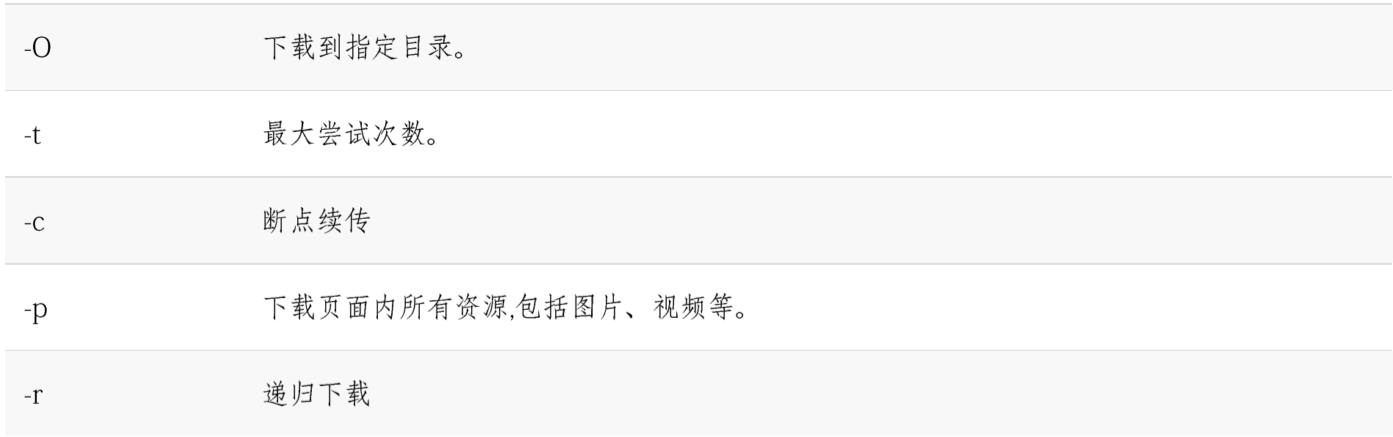 -O 下载到指定目录。
-t 最大尝试次数。
-c 断点续传
-p 下载页面内所有资源,包括图片、视频等。
-r 递归下载